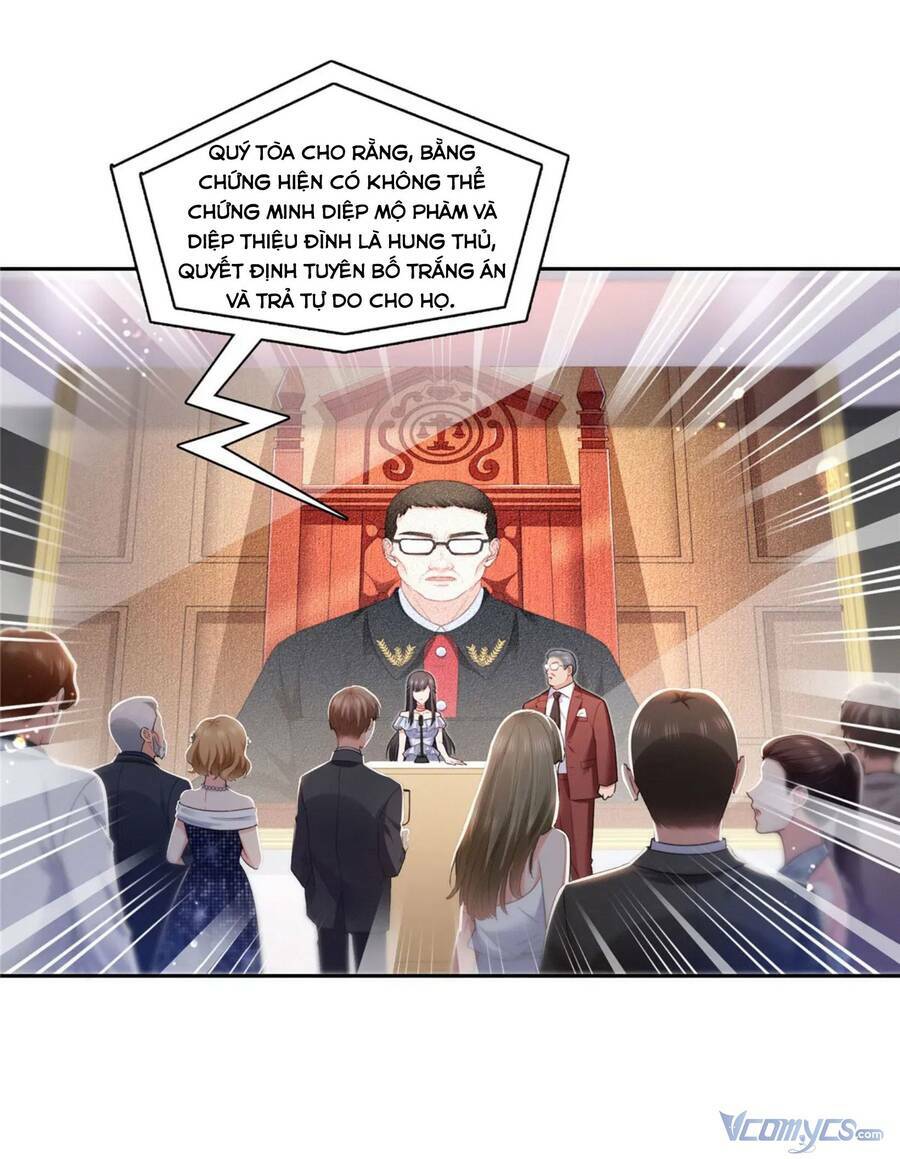 QUÝ TÒA CHO RẰNG, BẰNG
CHỨNG HIỆN CÓ KHÔNG THỂ
CHỨNG MINH DIỆP MỘ PHÀM VÀ
DIỆP THIỆU ĐÌNH LÀ HUNG THỦ,
QUYẾT ĐỊNH TUYÊN BỐ TRẮNG ÁN
VÀ TRẢ TỰ DO CHO HỌ.
VCOMYCS.com